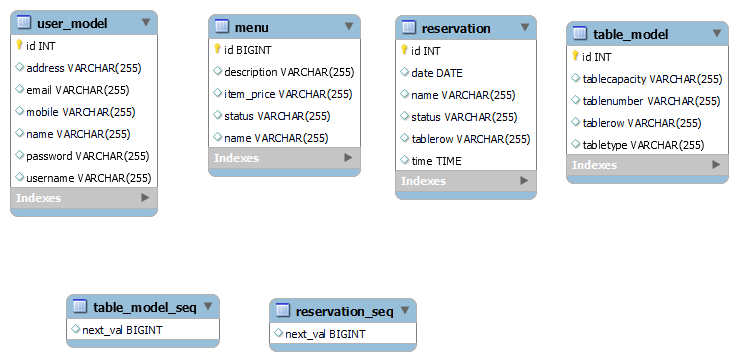 user_model
id INT
address VARCHAR(255)
email VARCHAR(255)
mobile VARCHAR(255)
name VARCHAR(255)
password VARCHAR(255)
username VARCHAR(255)
Indexes
menu
id BIGINT
description VARCHAR(255)
item_price VARCHAR(255)
status VARCHAR(255)
name VARCHAR(255)
Indexes
reservation
id INT
date DATE
name VARCHAR(255)
status VARCHAR(255)
tablerow VARCHAR(255)
time TIME
Indexes
table_model
id INT
tablecapacity VARCHAR(255)
tablenumber VARCHAR(255)
tablerow VARCHAR(255)
tabletype VARCHAR(255)
Indexes
table_model_seq
next_val BIGINT
reservation_seq
next_val BIGINT